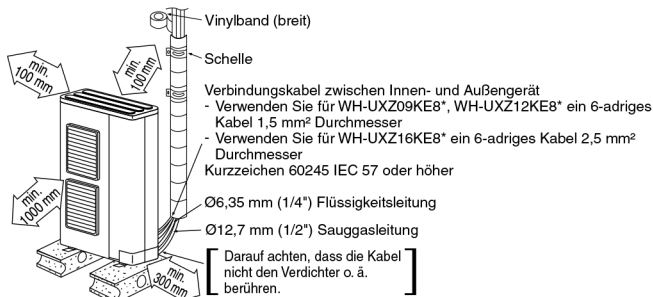 Vinylband (breit)
min.
100 mm
min.
100 mm
Schelle
Verbindungskabel zwischen Innen- und Außengerät
- Verwenden Sie für WH-UXZ09KE8*, WH-UXZ12KE8* ein 6-adriges
Kabel 1,5 mm² Durchmesser
- Verwenden Sie für WH-UXZ16KE8* ein 6-adriges Kabel 2,5 mm²
Durchmesser
Kurzzeichen 60245 IEC 57 oder höher
min.
1000 mm
Ø6,35 mm (1/4") Flüssigkeitsleitung
Ø12,7 mm (1/2") Sauggasleitung
Darauf achten, dass die Kabel
nicht den Verdichter o. ä.
berühren.
min.
300 mm